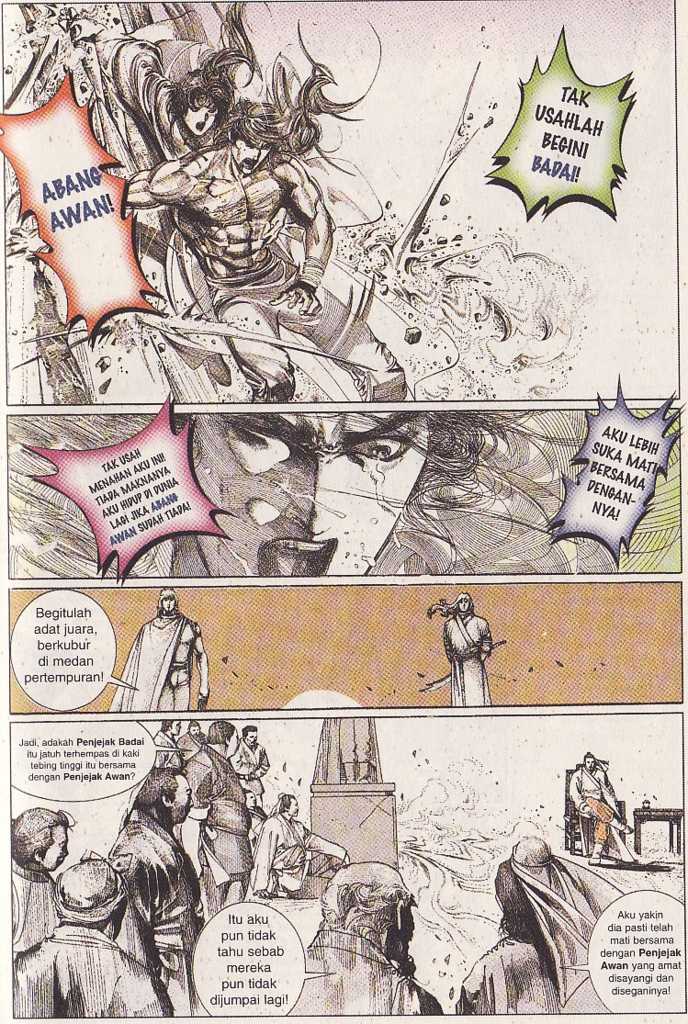 ABANG
AWAN!
TAK
USAHLAH
BEGINI
BADAI!
TAK USAH
MENAHAN AKU INI!
TIADA MAKNANYA
AKU HIDUP DI DUNIA
LAGI JIKA ABANG
AWAN SUDAH TIADA!
AKU LEBIH
SUKA MATI
BERSAMA
DENGAN-
NYA!
Begitulah
adat juara,
berkubur
di medan
pertempuran!
Jadi, adakah Penjejak Badai
itu jatuh terhempas di kaki
tebing tinggi itu bersama
dengan Penjejak Awan?
Itu aku
pun tidak
tahu sebab
mereka
pun tidak
dijumpai lagi!
Aku yakin
dia pasti telah
mati bersama
dengan Penjejak
Awan yang amat
disayangi dan
diseganinya!